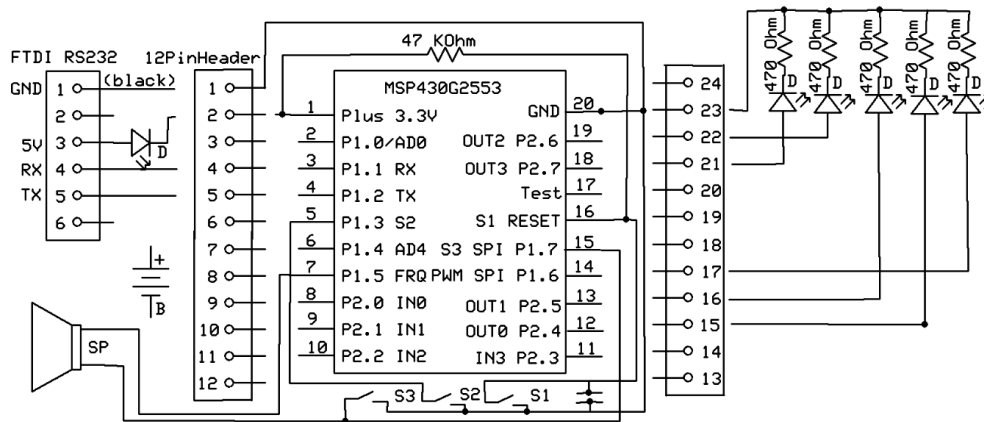 FTDI RS232
12PinHeader
47 KOhm
470 Ohm
470 Ohm
470 Ohm
470 Ohm
470 Ohm
D
D
D
D
D
GND 1 (black)
2
5V 3
D
RX 4
TX 5
6
1
2
3
4
5
6
7
8
9
10
11
12
MSP430G2553
1 Plus 3.3V
2 P1.0/AD0
3 P1.1 RX
4 P1.2 TX
5 P1.3 S2
6 P1.4 AD4
7 P1.5 FRQ
8 P2.0 IN0
9 P2.1 IN1
10 P2.2 IN2
GND 20
OUT2 P2.6 19
OUT3 P2.7 18
Test 17
S1 RESET 16
S3 SPI P1.7 15
PWM SPI P1.6 14
OUT1 P2.5 13
OUT0 P2.4 12
IN3 P2.3 11
24
23
22
21
20
19
18
17
16
15
14
13
+
B
SP
S3
S2
S1